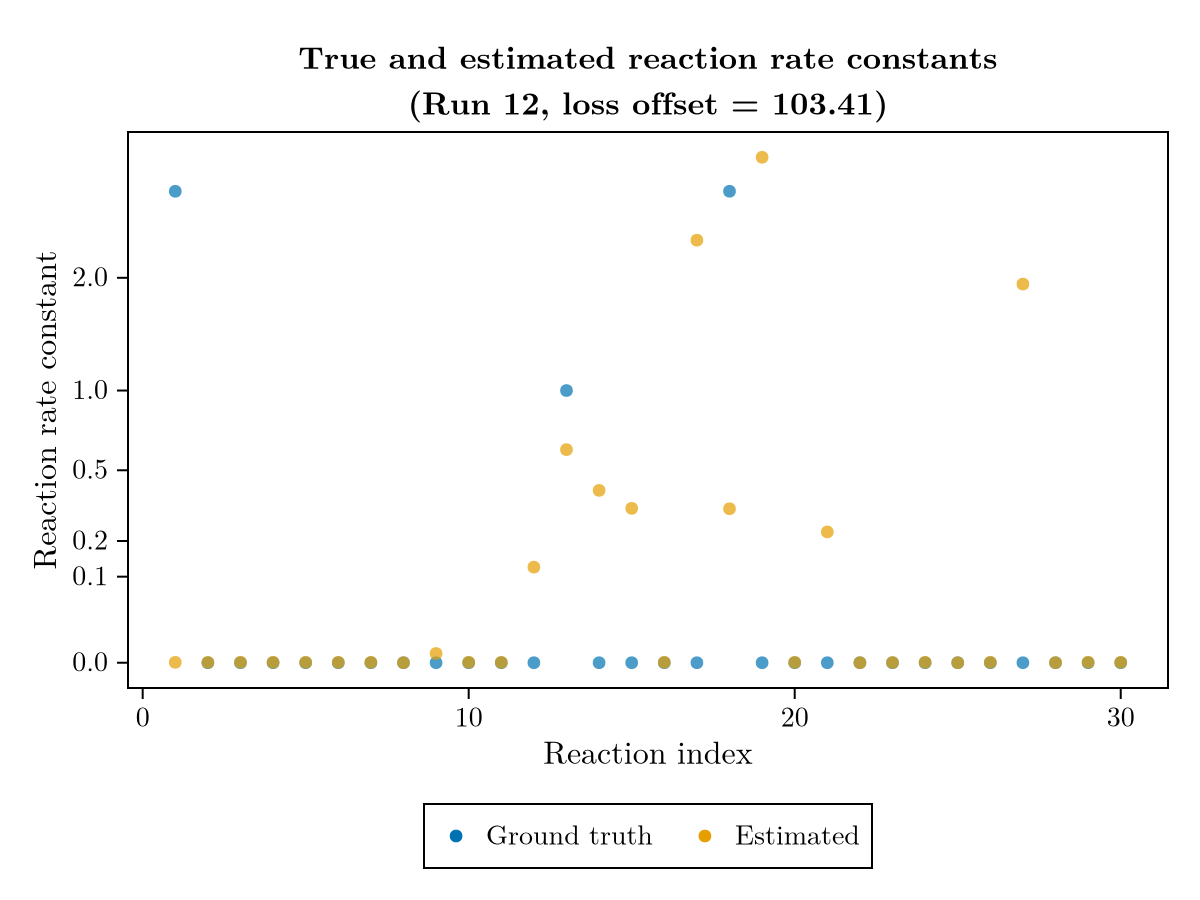 True and estimated reaction rate constants
(Run 12, loss offset = 103.41)
Reaction rate constant
2.0
1.0
0.5
0.2
0.1
0.0
0 10 20 30
Reaction index
Ground truth Estimated